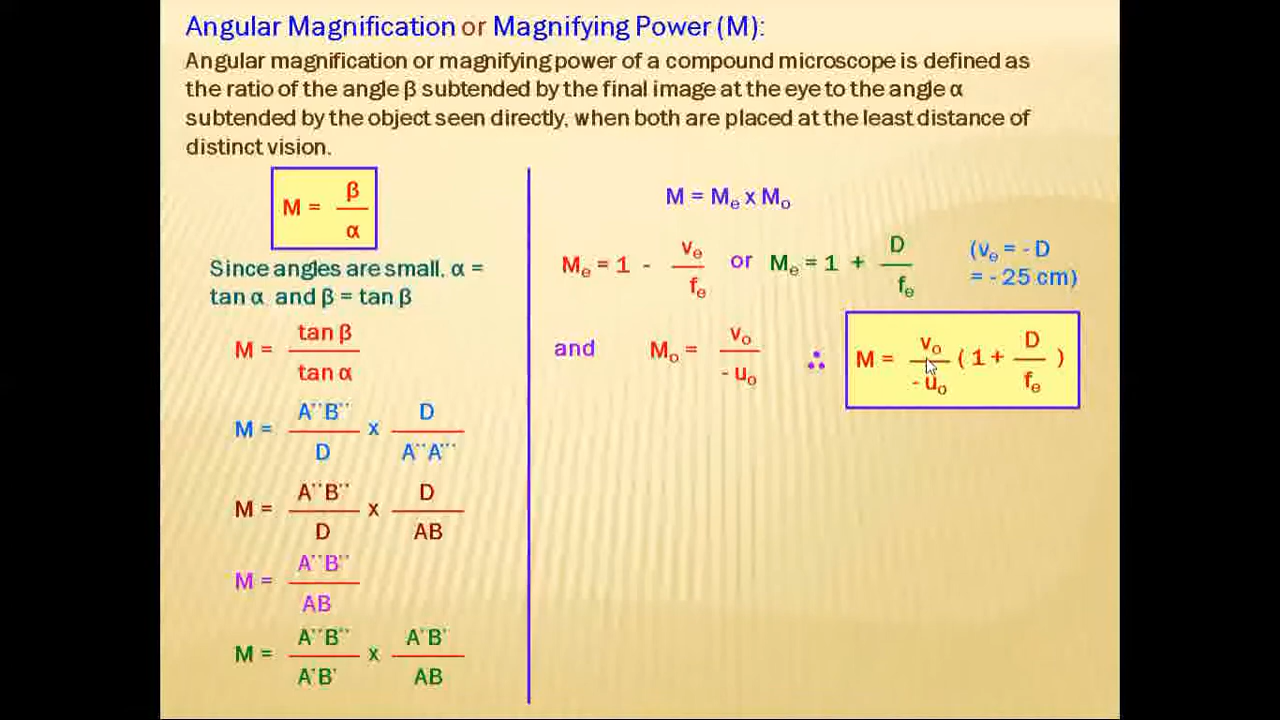 Angular Magnification or Magnifying Power (M):
Angular magnification or magnifying power of a compound microscope is defined as
the ratio of the angle β subtended by the final image at the eye to the angle α
subtended by the object seen directly, when both are placed at the least distance of
distinct vision.
M = β / α
Since angles are small, α =
tan α and β = tan β
M = tan β / tan α
M = A''B'' / D x D / A''A'''
M = A''B'' / D x D / AB
M = A''B'' / AB
M = A''B'' / A'B' x A'B' / AB
M = Me x Mo
Me = 1 - ve / fe or Me = 1 + D / fe (ve = - D
= - 25 cm)
and Mo = vo / - uo ∴ M = vo / - uo ( 1 + D / fe )